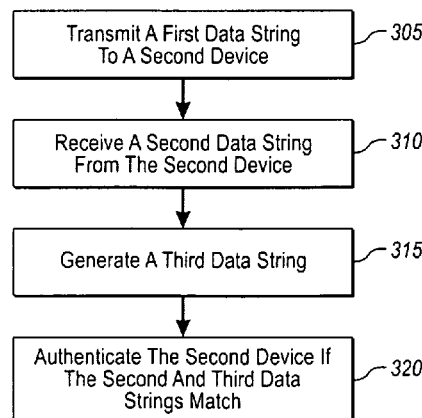 Transmit A First Data String
To A Second Device
305
Receive A Second Data String
From The Second Device
310
Generate A Third Data String
315
Authenticate The Second Device If
The Second And Third Data
Strings Match
320